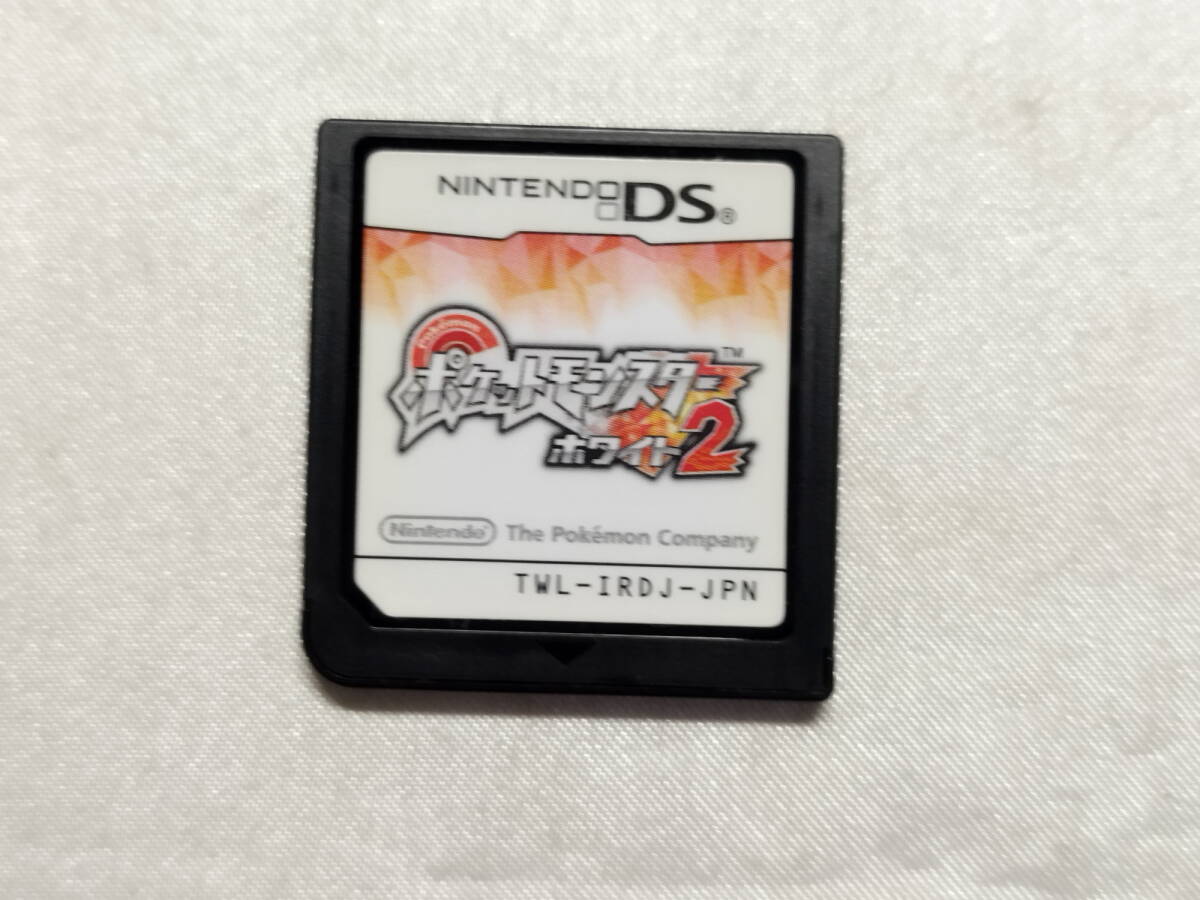 NINTENDO DS®
Pokémon
ポケットモンスター™
ホワイト2
Nintendo® The Pokémon Company
TWL-IRDJ-JPN